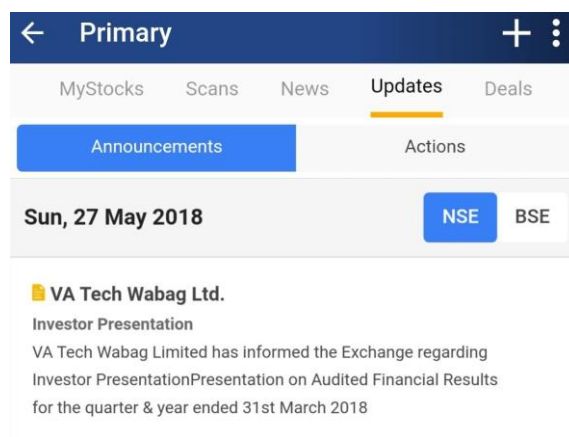 Primary
MyStocks Scans News Updates Deals
Announcements Actions
Sun, 27 May 2018 NSE BSE
VA Tech Wabag Ltd.
Investor Presentation
VA Tech Wabag Limited has informed the Exchange regarding
Investor PresentationPresentation on Audited Financial Results
for the quarter & year ended 31st March 2018